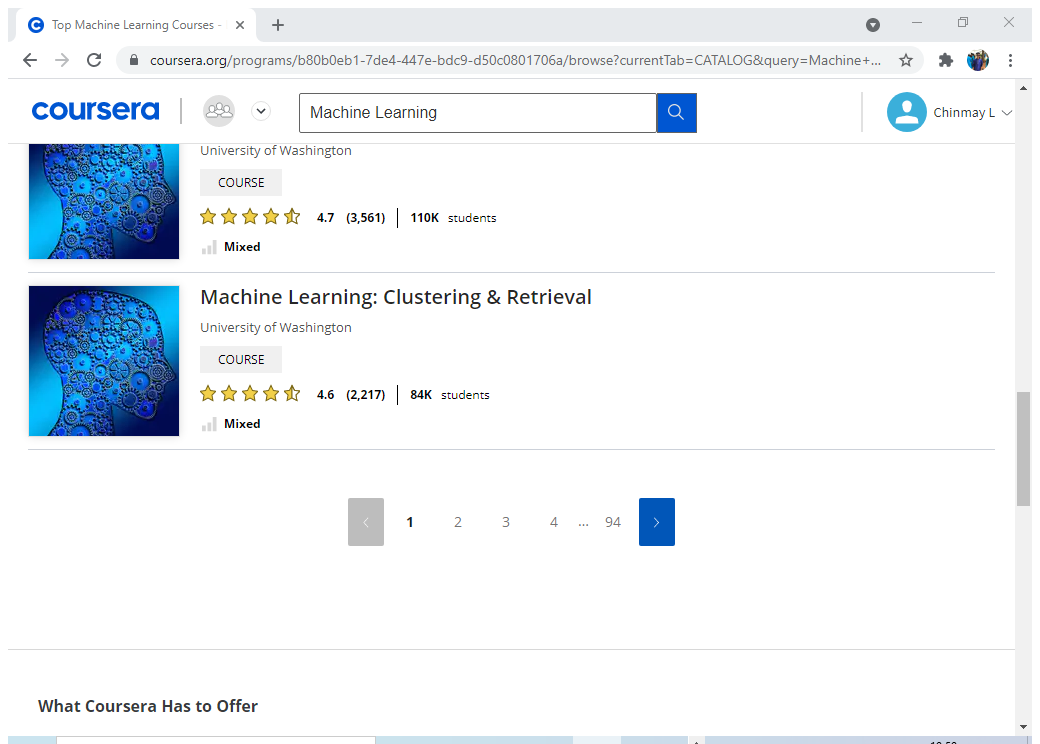 Top Machine Learning Courses -
coursera.org/programs/b80b0eb1-7de4-447e-bdc9-d50c0801706a/browse?currentTab=CATALOG&query=Machine+...
coursera
Machine Learning
Chinmay L
University of Washington
COURSE
4.7 (3,561) 110K students
Mixed
Machine Learning: Clustering & Retrieval
University of Washington
COURSE
4.6 (2,217) 84K students
Mixed
1 2 3 4 ... 94
What Coursera Has to Offer